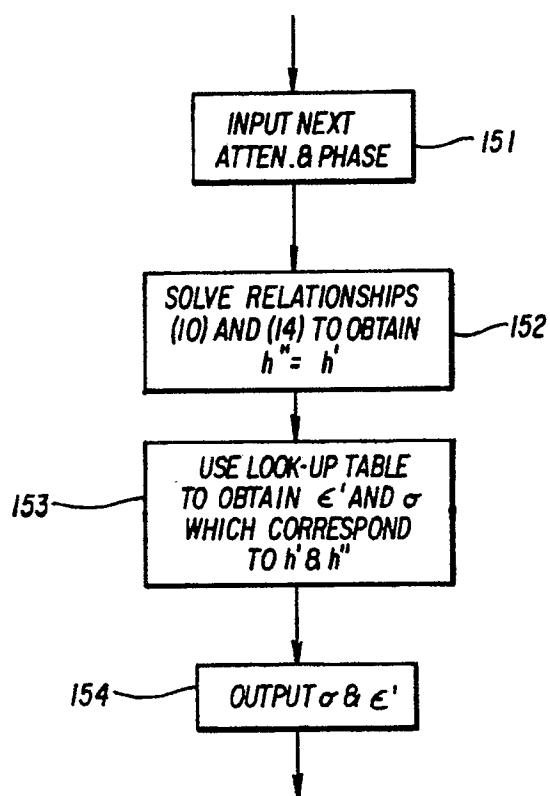 INPUT NEXT
ATTEN. & PHASE
151
SOLVE RELATIONSHIPS
(10) AND (14) TO OBTAIN
h" = h'
152
USE LOOK-UP TABLE
TO OBTAIN ϵ' AND σ
WHICH CORRESPOND
TO h' & h"
153
OUTPUT σ & ϵ'
154